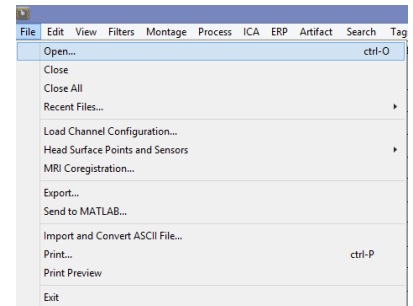 File Edit View Filters Montage Process ICA ERP Artifact Search Tag
Open... ctrl-O
Close
Close All
Recent Files...
Load Channel Configuration...
Head Surface Points and Sensors
MRI Coregistration...
Export...
Send to MATLAB...
Import and Convert ASCII File...
Print... ctrl-P
Print Preview
Exit